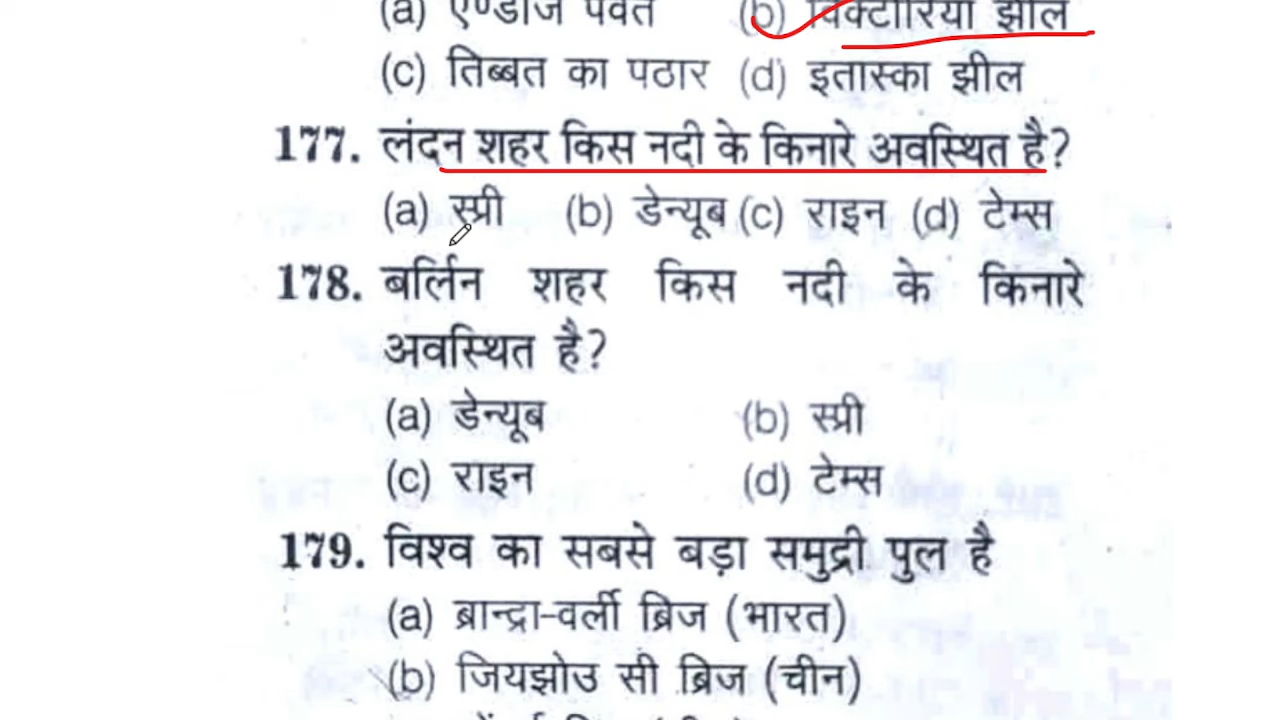 (a) एण्डीज पर्वत (b) विक्टोरिया झील
(c) तिब्बत का पठार (d) इतास्का झील
177. लंदन शहर किस नदी के किनारे अवस्थित है?
(a) स्प्री (b) डेन्यूब (c) राइन (d) टेम्स
178. बर्लिन शहर किस नदी के किनारे
अवस्थित है?
(a) डेन्यूब (b) स्प्री
(c) राइन (d) टेम्स
179. विश्व का सबसे बड़ा समुद्री पुल है
(a) ब्रान्द्रा-वर्ली ब्रिज (भारत)
(b) जियझोउ सी ब्रिज (चीन)